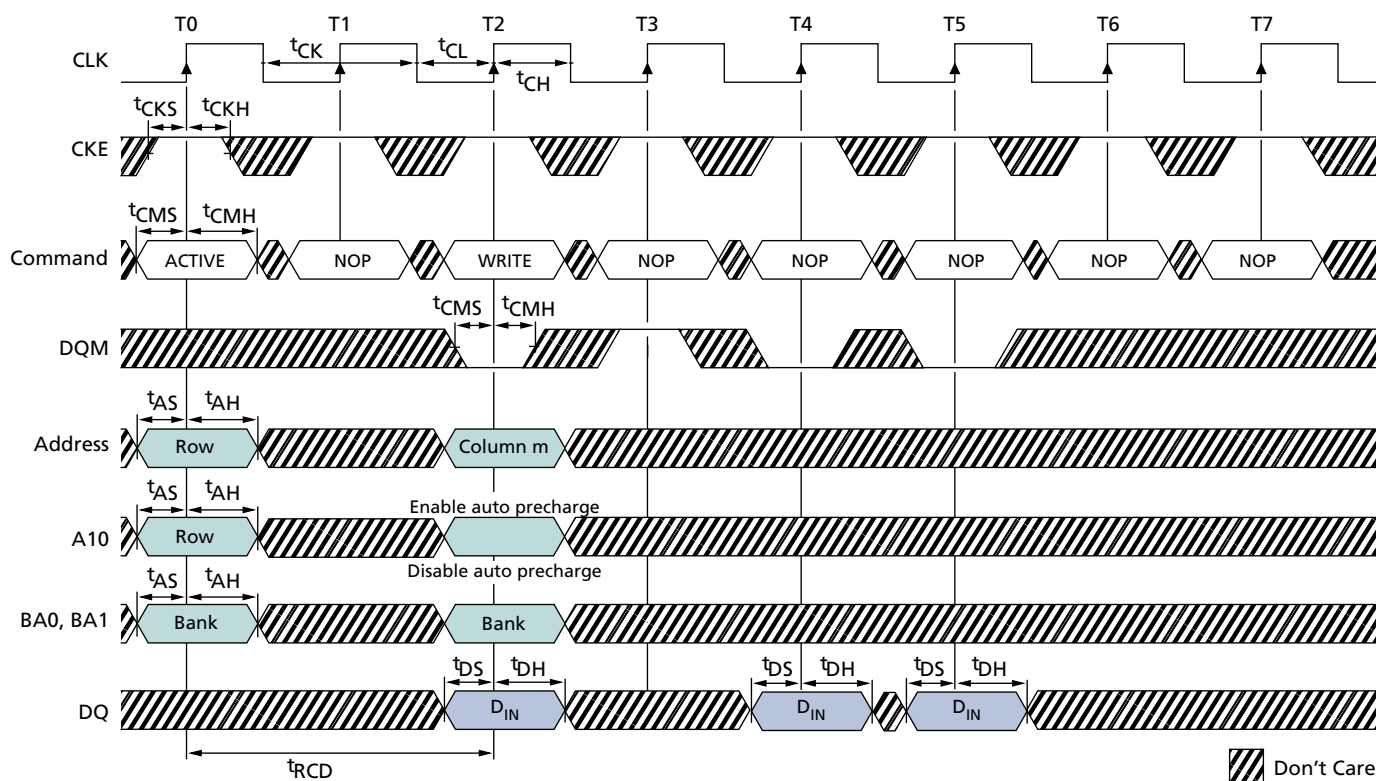 T0 T1 T2 T3 T4 T5 T6 T7
CLK
tCK tCL
tCH
tCKS tCKH
CKE
tCMS tCMH
Command ACTIVE NOP WRITE NOP NOP NOP NOP NOP
tCMS tCMH
DQM
tAS tAH
Address Row Column m
tAS tAH Enable auto precharge
A10 Row
Disable auto precharge
tAS tAH
BA0, BA1 Bank Bank
tDS tDH tDS tDH tDS tDH
DQ DIN DIN DIN
tRCD
Don't Care